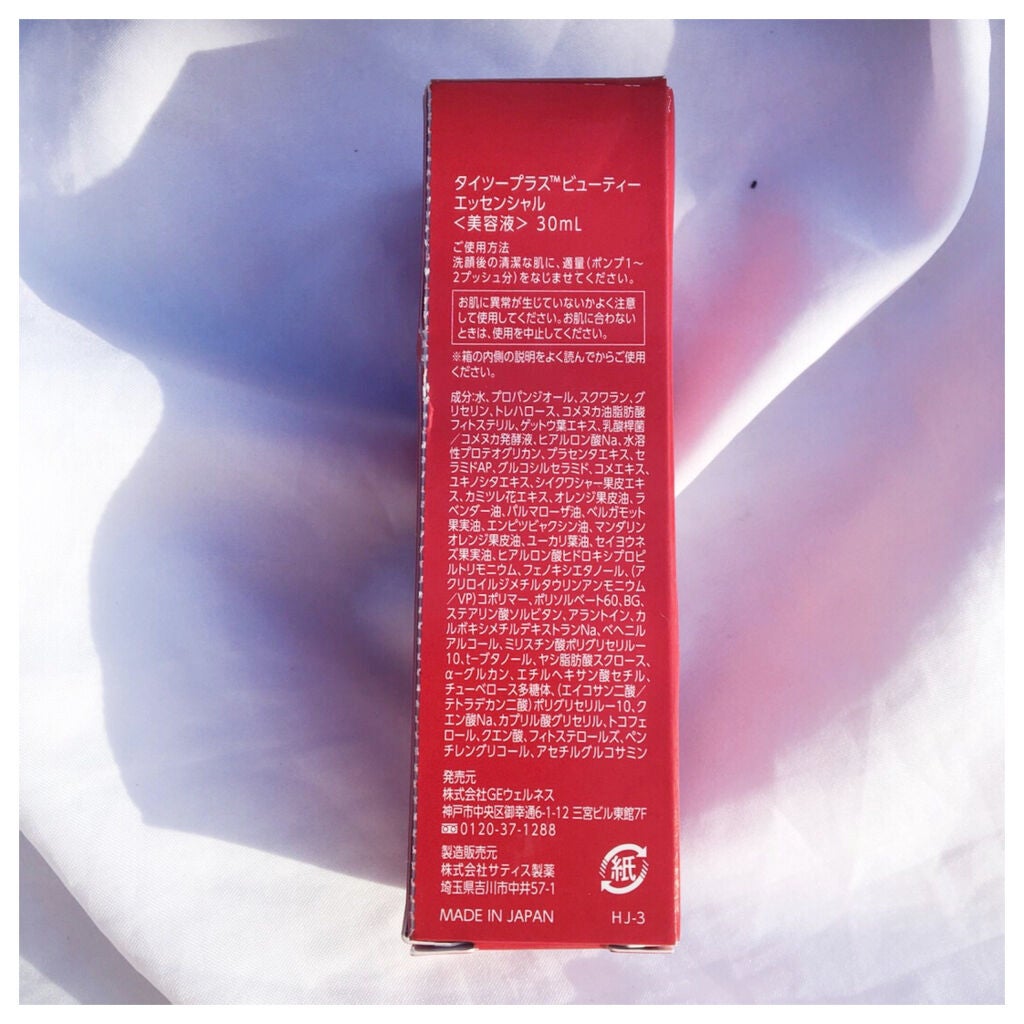 タイツープラス™ビューティー
エッセンシャル
＜美容液＞ 30mL
ご使用方法
洗顔後の清潔な肌に、適量(ポンプ1〜
2プッシュ分)をなじませてください。
お肌に異常が生じていないかよく注意
して使用してください。お肌に合わない
ときは、使用を中止してください。
※箱の内側の説明をよく読んでからご使用
ください。
成分:水、プロパンジオール、スクワラン、グ
リセリン、トレハロース、コメヌカ油脂肪酸
フィトステリル、ゲットウ葉エキス、乳酸桿菌
／コメヌカ発酵液、ヒアルロン酸Na、水溶
性プロテオグリカン、プラセンタエキス、セ
ラミドAP、グルコシルセラミド、コメエキス、
ユキノシタエキス、シイクワシャー果皮エキ
ス、カミツレ花エキス、オレンジ果皮油、ラ
ベンダー油、パルマローザ油、ベルガモット
果実油、エンピツビャクシン油、マンダリン
オレンジ果皮油、ユーカリ葉油、セイヨウネ
ズ果実油、ヒアルロン酸ヒドロキシプロピ
ルトリモニウム、フェノキシエタノール、(ア
クリロイルジメチルタウリンアンモニウム
／VP)コポリマー、ポリソルベート60、BG、
ステアリン酸ソルビタン、アラントイン、カ
ルボキシメチルデキストランNa、ベヘニル
アルコール、ミリスチン酸ポリグリセリルー
10、t-ブタノール、ヤシ脂肪酸スクロース、
α-グルカン、エチルヘキサン酸セチル、
チューベロース多糖体、(エイコサン二酸／
テトラデカン二酸)ポリグリセリルー10、ク
エン酸Na、カプリル酸グリセリル、トコフェ
ロール、クエン酸、フィトステロールズ、ペン
チレングリコール、アセチルグルコサミン
発売元
株式会社GEウェルネス
神戸市中央区御幸通6-1-12 三宮ビル東館7F
0120-37-1288
製造販売元
株式会社サティス製薬
埼玉県吉川市中井57-1
紙
MADE IN JAPAN HJ-3